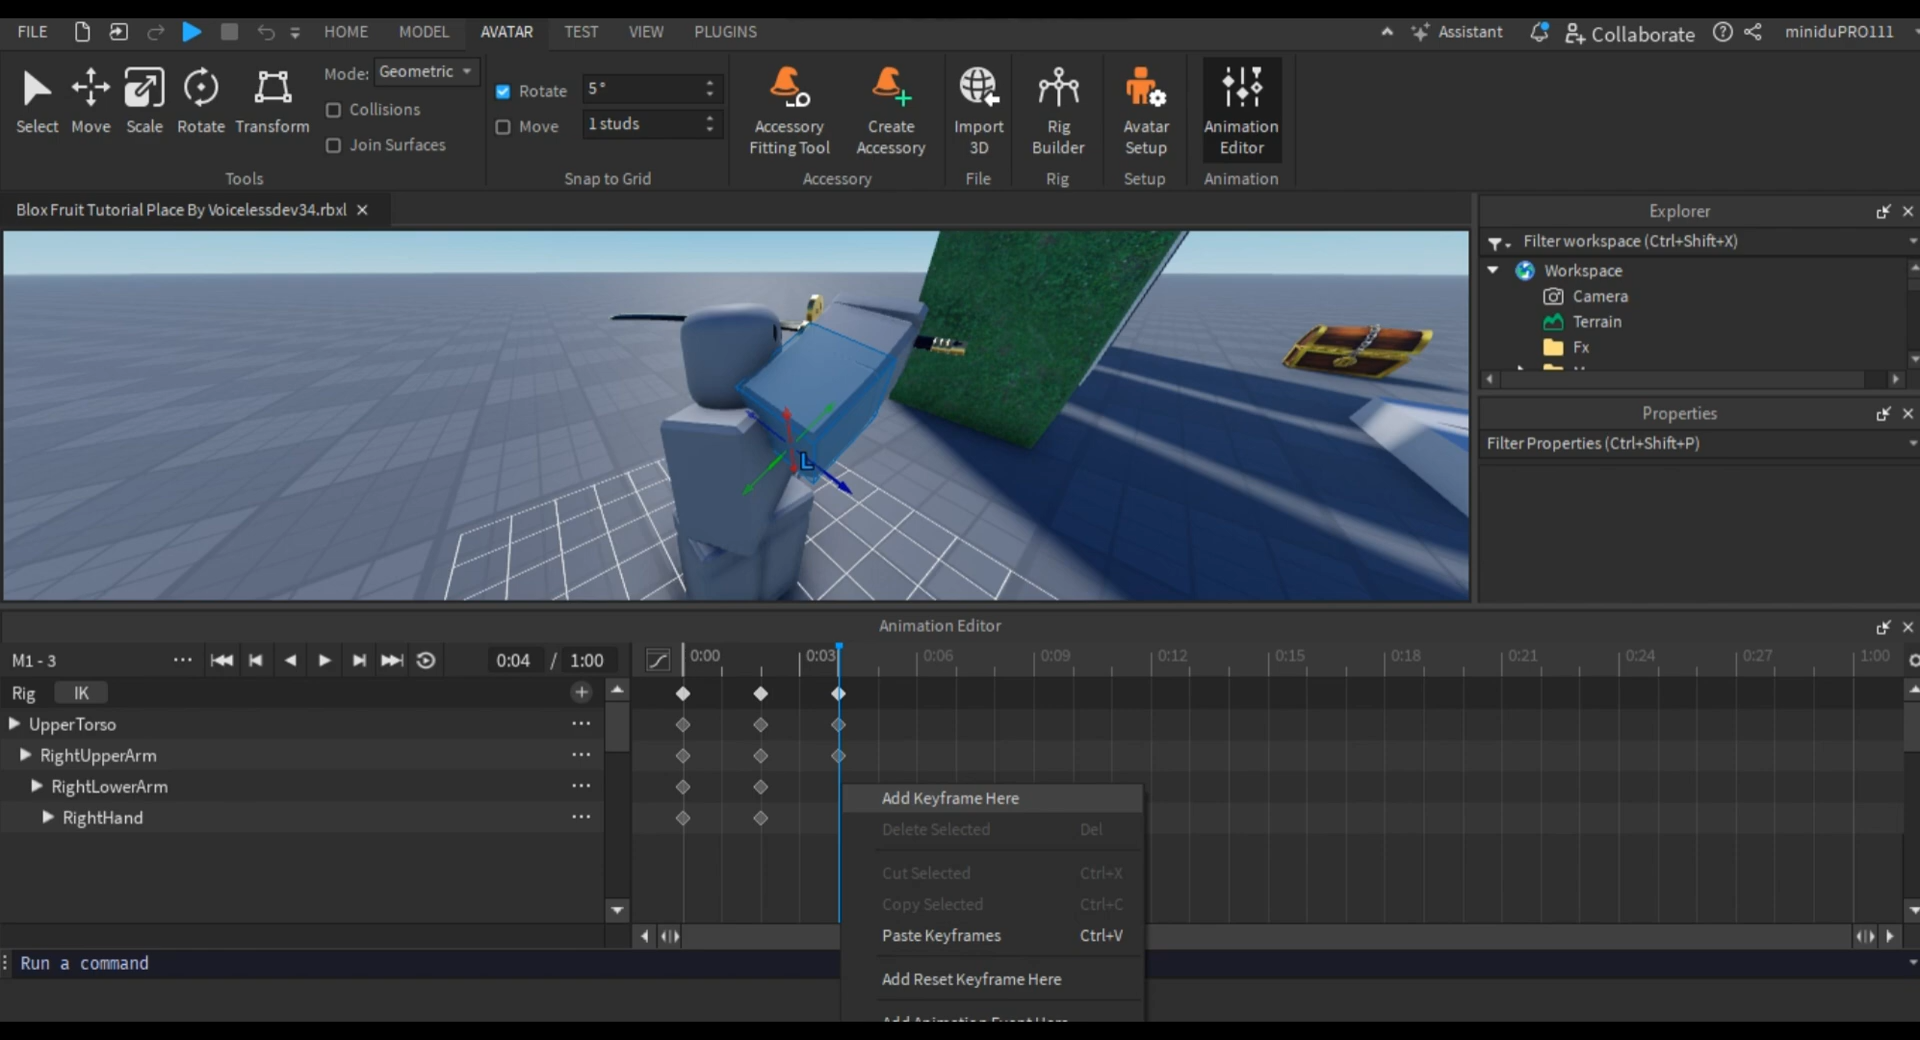 FILE HOME MODEL AVATAR TEST VIEW PLUGINS Assistant Collaborate miniduPRO111
Mode: Geometric
Select Move Scale Rotate Transform
Collisions
Join Surfaces
Rotate 5°
Move 1 studs
Accessory Fitting Tool
Create Accessory
Import 3D
Rig Builder
Avatar Setup
Animation Editor
Tools Snap to Grid Accessory File Rig Setup Animation
Blox Fruit Tutorial Place By Voicelessdev34.rbxl
Explorer
Filter workspace (Ctrl+Shift+X)
Workspace
Camera
Terrain
Fx
Properties
Filter Properties (Ctrl+Shift+P)
L
Animation Editor
M1 - 3 0:04 / 1:00 0:00 0:03 0:06 0:09 0:12 0:15 0:18 0:21 0:24 0:27 1:00
Rig IK
UpperTorso
RightUpperArm
RightLowerArm
RightHand
Add Keyframe Here
Delete Selected Del
Cut Selected Ctrl+X
Copy Selected Ctrl+C
Paste Keyframes Ctrl+V
Add Reset Keyframe Here
Add Animation Event Here
Run a command